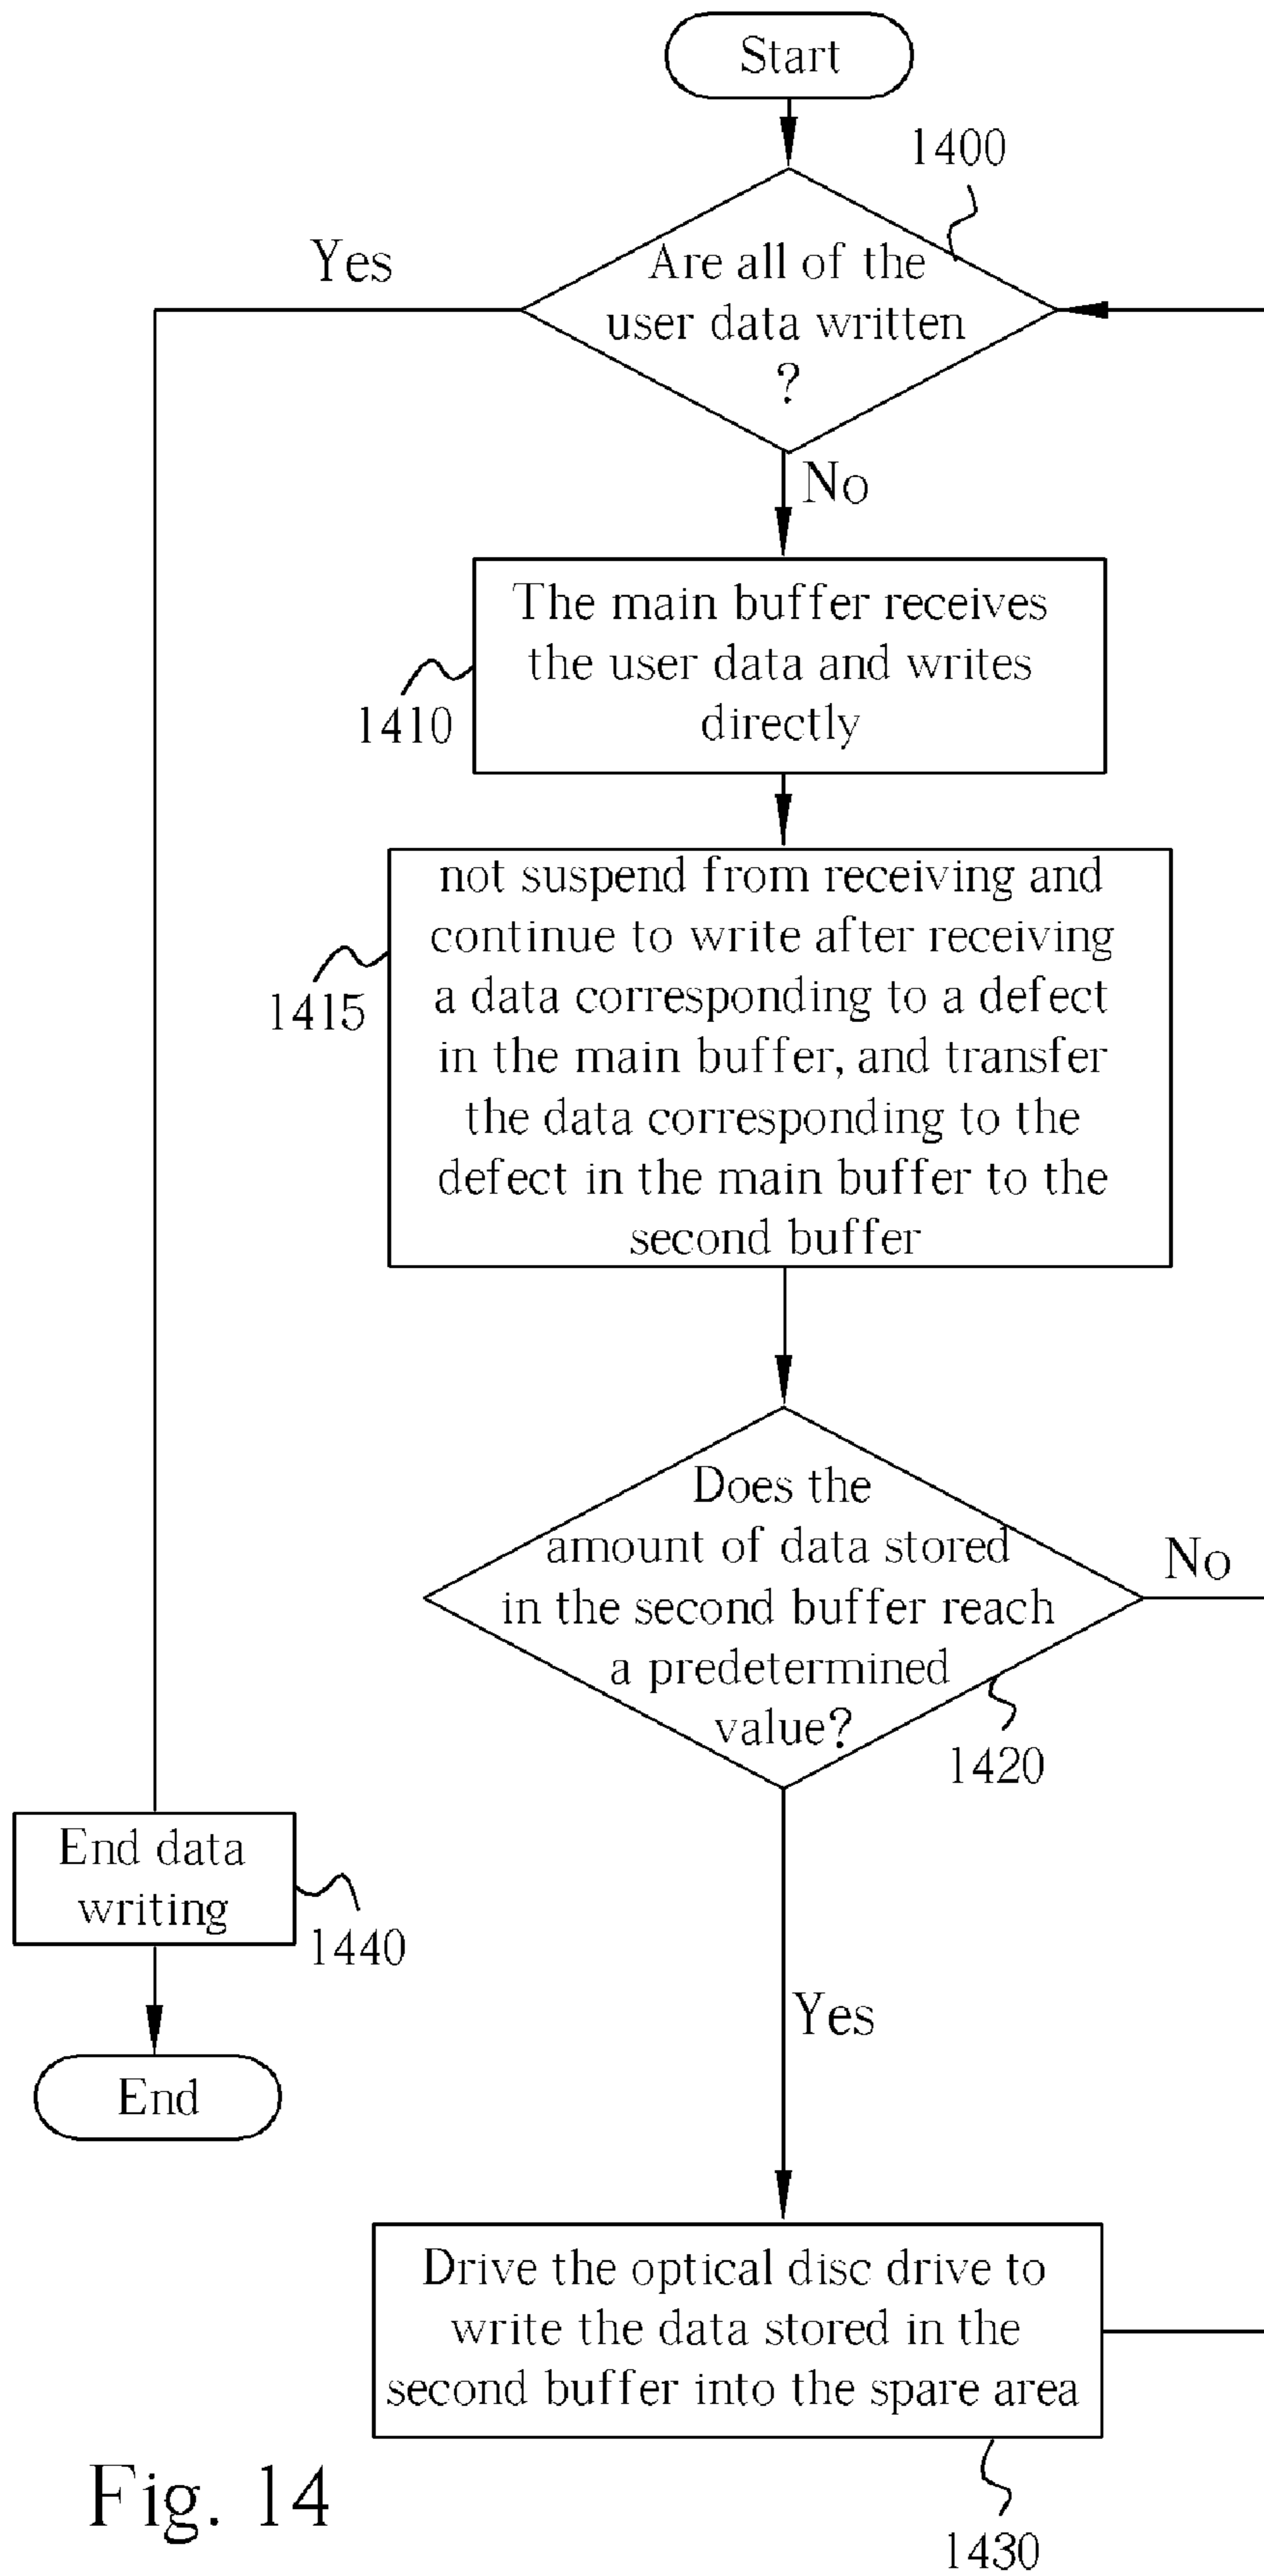 Start
1400
Yes
Are all of the
user data written
?
No
The main buffer receives
the user data and writes
directly
1410
not suspend from receiving and
continue to write after receiving
a data corresponding to a defect
in the main buffer, and transfer
the data corresponding to the
defect in the main buffer to the
second buffer
1415
Does the
amount of data stored
in the second buffer reach
a predetermined
value?
No
1420
End data
writing
1440
Yes
End
Drive the optical disc drive to
write the data stored in the
second buffer into the spare area
1430
Fig. 14